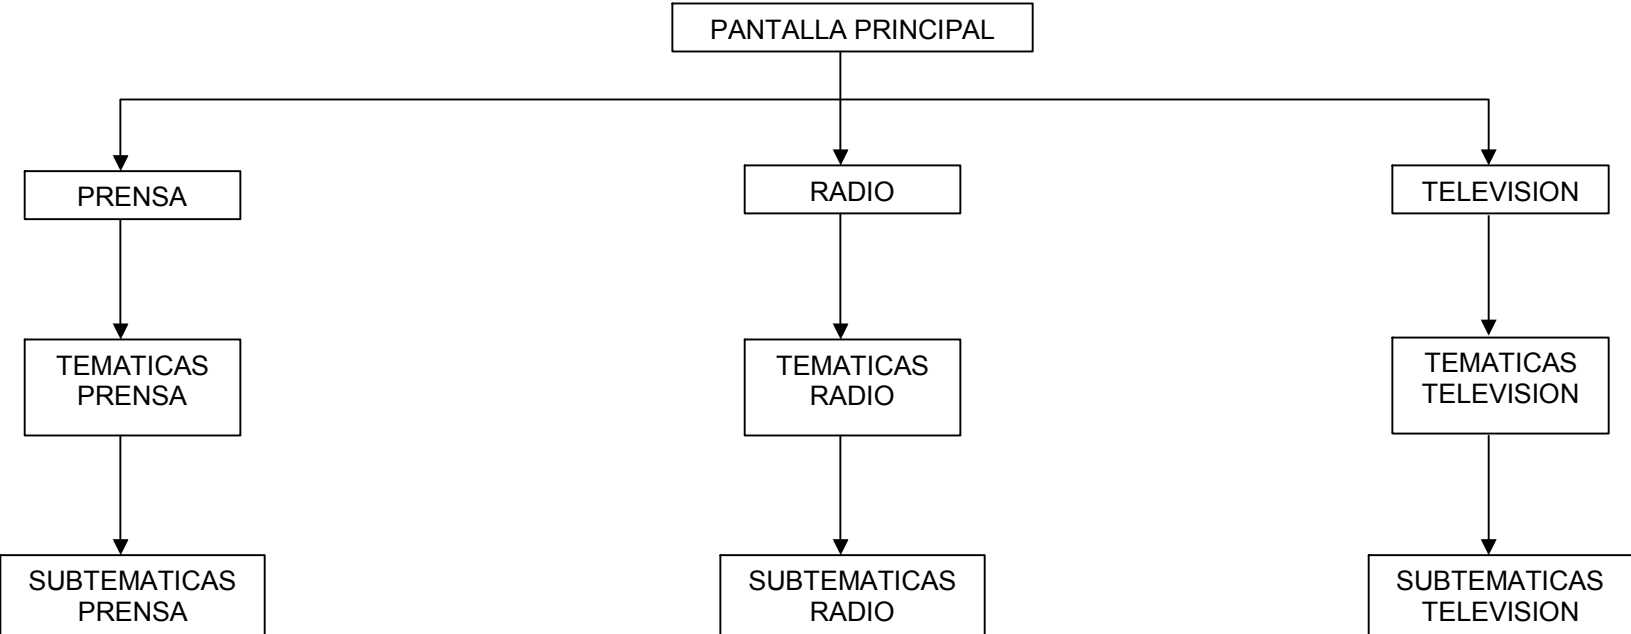 PANTALLA PRINCIPAL
PRENSA
RADIO
TELEVISION
TEMATICAS
PRENSA
TEMATICAS
RADIO
TEMATICAS
TELEVISION
SUBTEMATICAS
PRENSA
SUBTEMATICAS
RADIO
SUBTEMATICAS
TELEVISION